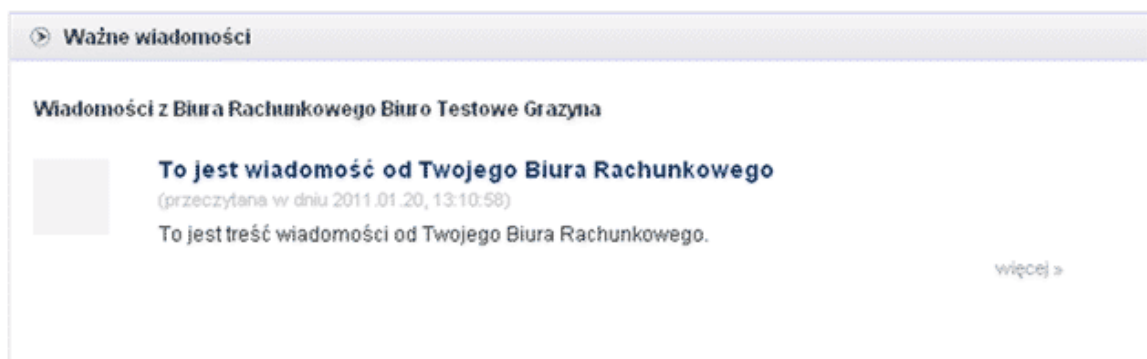 Ważne wiadomości
Wiadomości z Biura Rachunkowego Biuro Testowe Grazyna
To jest wiadomość od Twojego Biura Rachunkowego
(przeczytana w dniu 2011.01.20, 13:10:58)
To jest treść wiadomości od Twojego Biura Rachunkowego.
więcej »